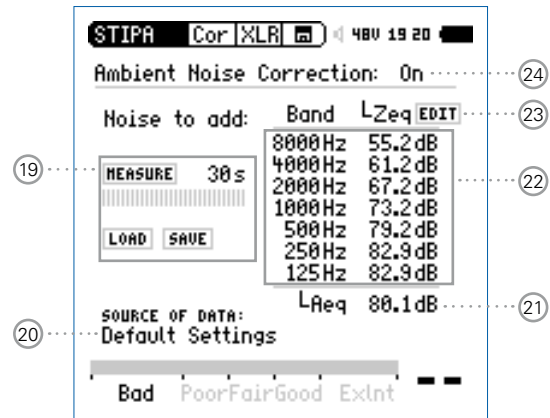 STIPA Cor XLR 48V 19 20
Ambient Noise Correction: On 24
Noise to add: Band LZeq EDIT 23
8000Hz 55.2dB
4000Hz 61.2dB
2000Hz 67.2dB
1000Hz 73.2dB
500Hz 79.2dB
250Hz 82.9dB
125Hz 82.9dB
22
19 MEASURE 30s
LOAD SAVE
LAeq 80.1dB 21
SOURCE OF DATA:
20 Default Settings
Bad Poor Fair Good Exlnt --